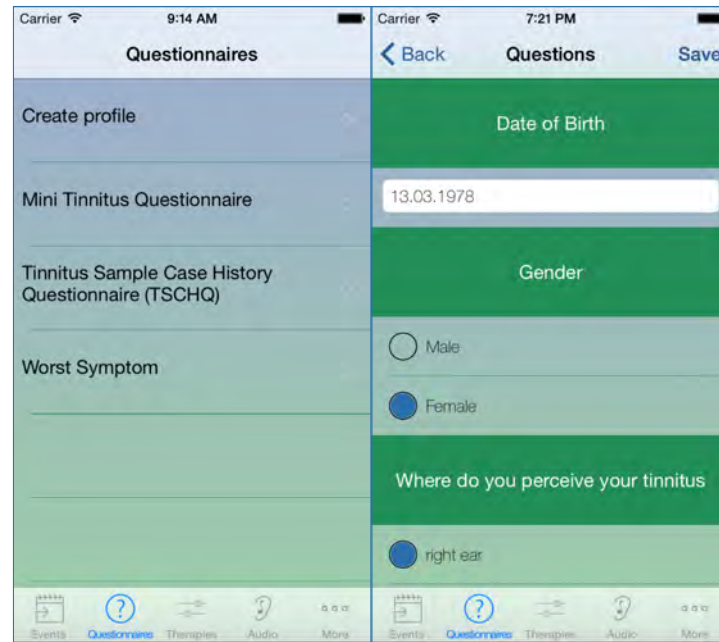 Carrier 9:14 AM
Questionnaires
Create profile
Mini Tinnitus Questionnaire
Tinnitus Sample Case History
Questionnaire (TSCHQ)
Worst Symptom
Events Questionnaires Therapies Audio More
Carrier 7:21 PM
Back Questions Save
Date of Birth
13.03.1978
Gender
Male
Female
Where do you perceive your tinnitus
right ear
Events Questionnaires Therapies Audio More